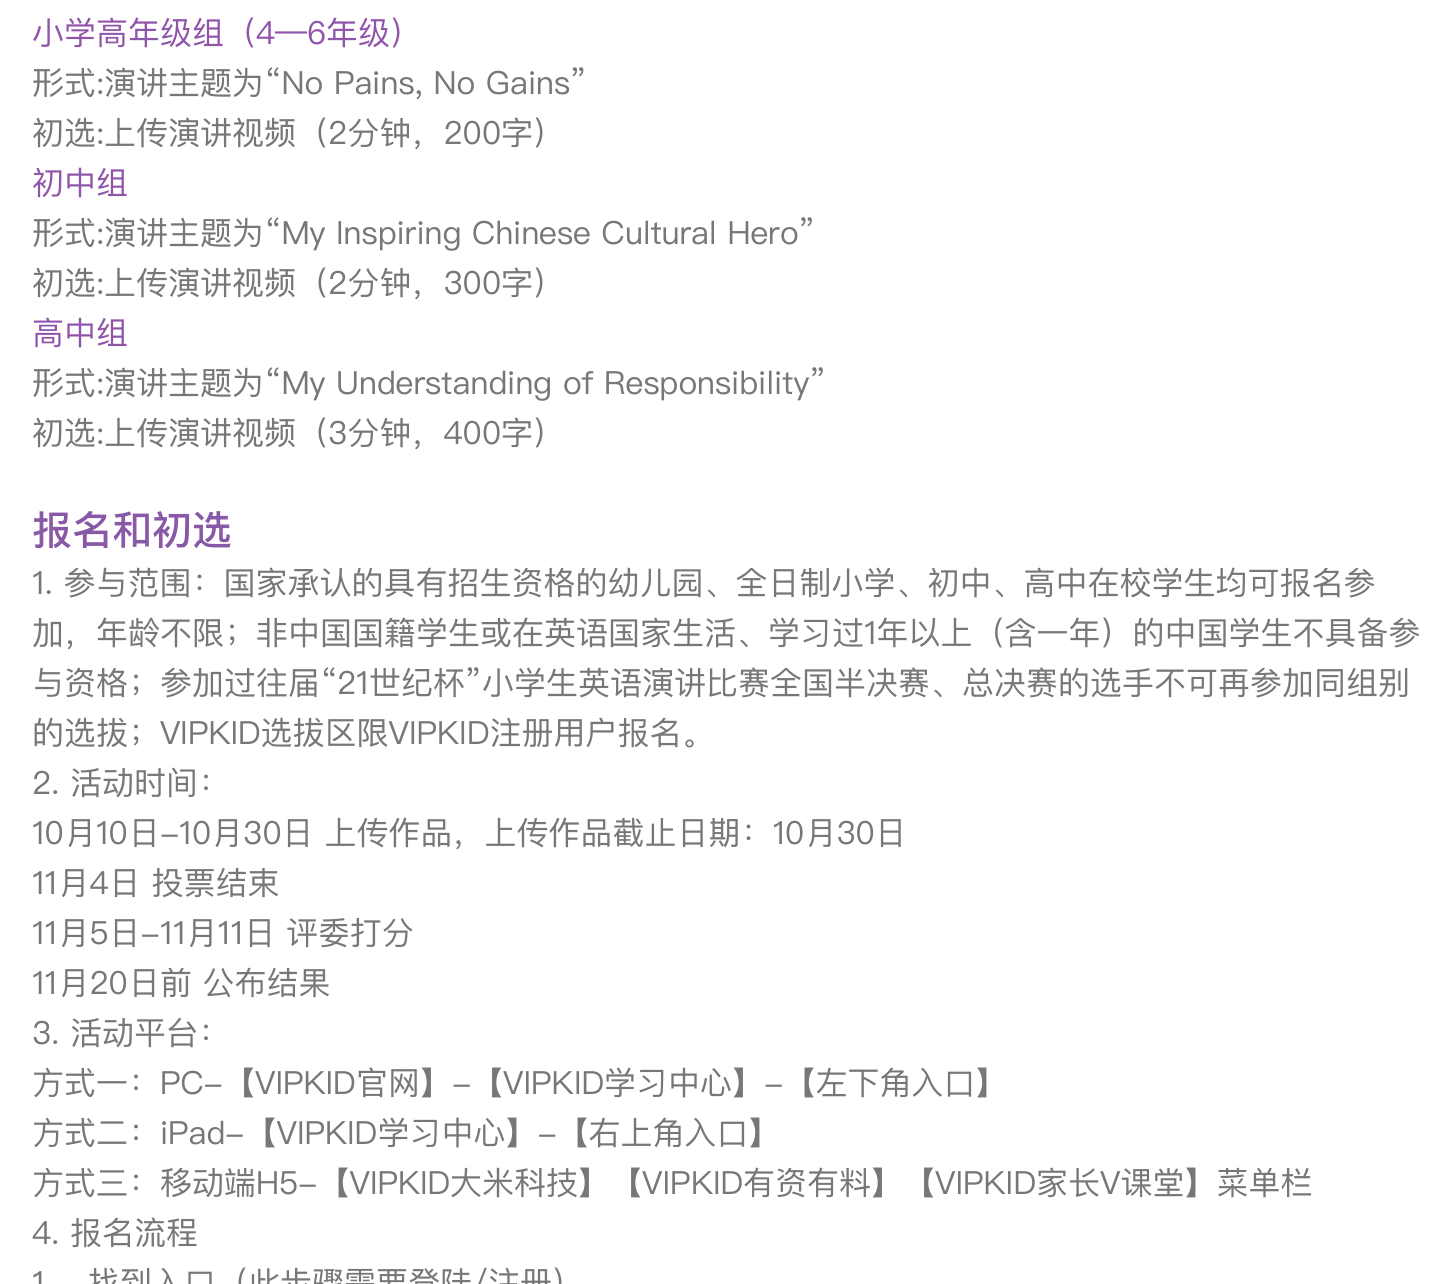 小学高年级组（4—6年级）
形式:演讲主题为“No Pains, No Gains”
初选:上传演讲视频（2分钟，200字）
初中组
形式:演讲主题为“My Inspiring Chinese Cultural Hero”
初选:上传演讲视频（2分钟，300字）
高中组
形式:演讲主题为“My Understanding of Responsibility”
初选:上传演讲视频（3分钟，400字）
报名和初选
1. 参与范围：国家承认的具有招生资格的幼儿园、全日制小学、初中、高中在校学生均可报名参
加，年龄不限；非中国国籍学生或在英语国家生活、学习过1年以上（含一年）的中国学生不具备参
与资格；参加过往届“21世纪杯”小学生英语演讲比赛全国半决赛、总决赛的选手不可再参加同组别
的选拔；VIPKID选拔区限VIPKID注册用户报名。
2. 活动时间：
10月10日-10月30日 上传作品，上传作品截止日期：10月30日
11月4日 投票结束
11月5日-11月11日 评委打分
11月20日前 公布结果
3. 活动平台：
方式一：PC-【VIPKID官网】-【VIPKID学习中心】-【左下角入口】
方式二：iPad-【VIPKID学习中心】-【右上角入口】
方式三：移动端H5-【VIPKID大米科技】【VIPKID有资有料】【VIPKID家长V课堂】菜单栏
4. 报名流程
1. 找到入口（此步骤需要登陆/注册）